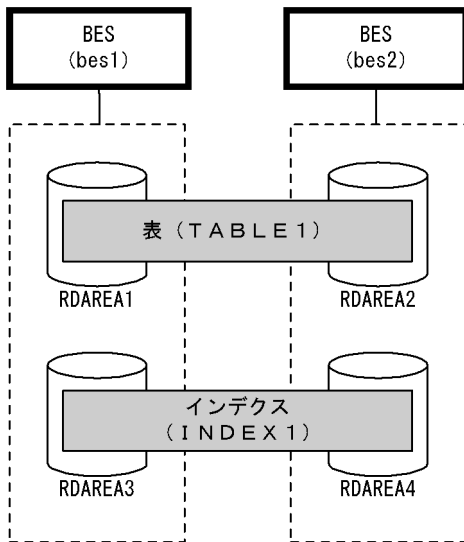 BES
(bes1)
BES
(bes2)
表（ＴＡＢＬＥ１）
RDAREA1
RDAREA2
インデクス
（ＩＮＤＥＸ１）
RDAREA3
RDAREA4